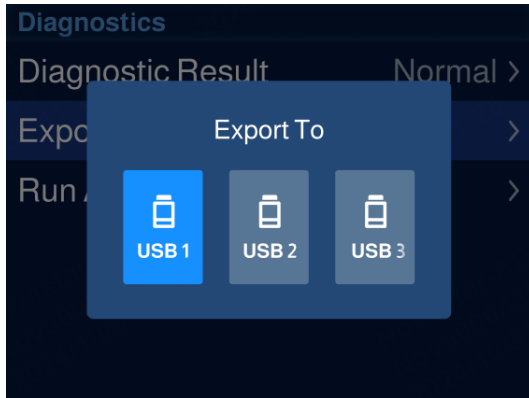 Diagnostics
Diagnostic Result Normal >
Expo >
Run >
Export To
USB 1 USB 2 USB 3